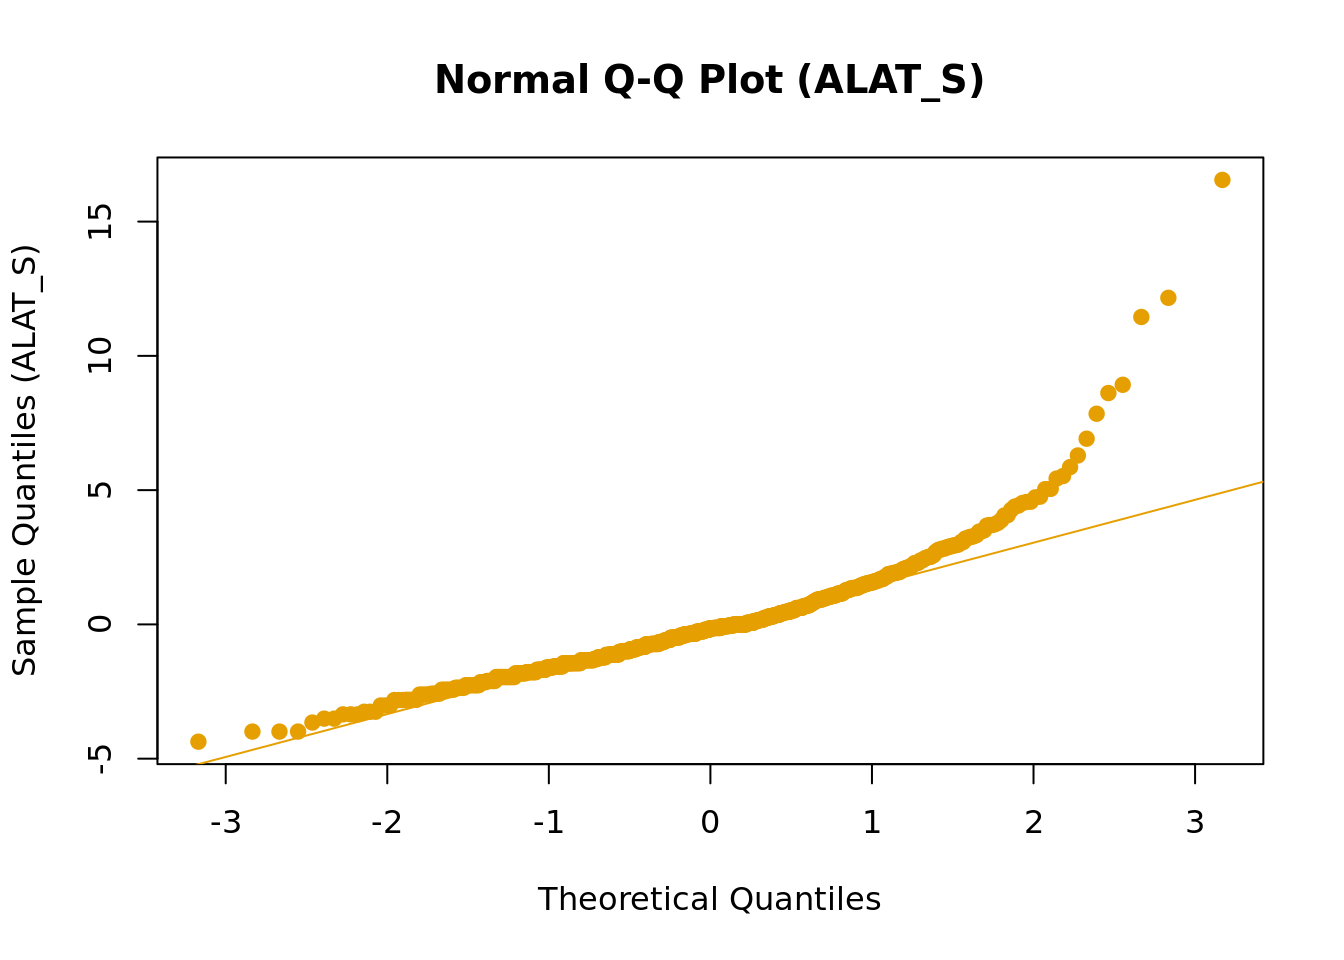 Normal Q-Q Plot (ALAT_S)
Sample Quantiles (ALAT_S)
15
10
5
0
-5
-3 -2 -1 0 1 2 3
Theoretical Quantiles